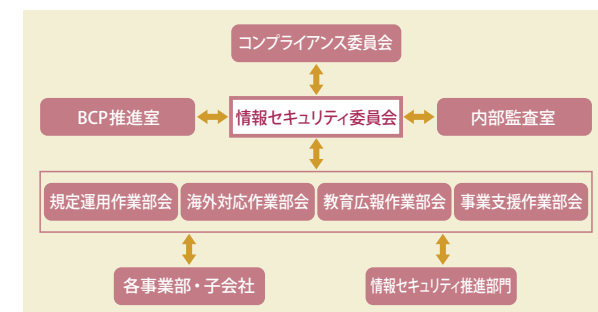 コンプライアンス委員会
BCP推進室
情報セキュリティ委員会
内部監査室
規定運用作業部会
海外対応作業部会
教育広報作業部会
事業支援作業部会
各事業部・子会社
情報セキュリティ推進部門